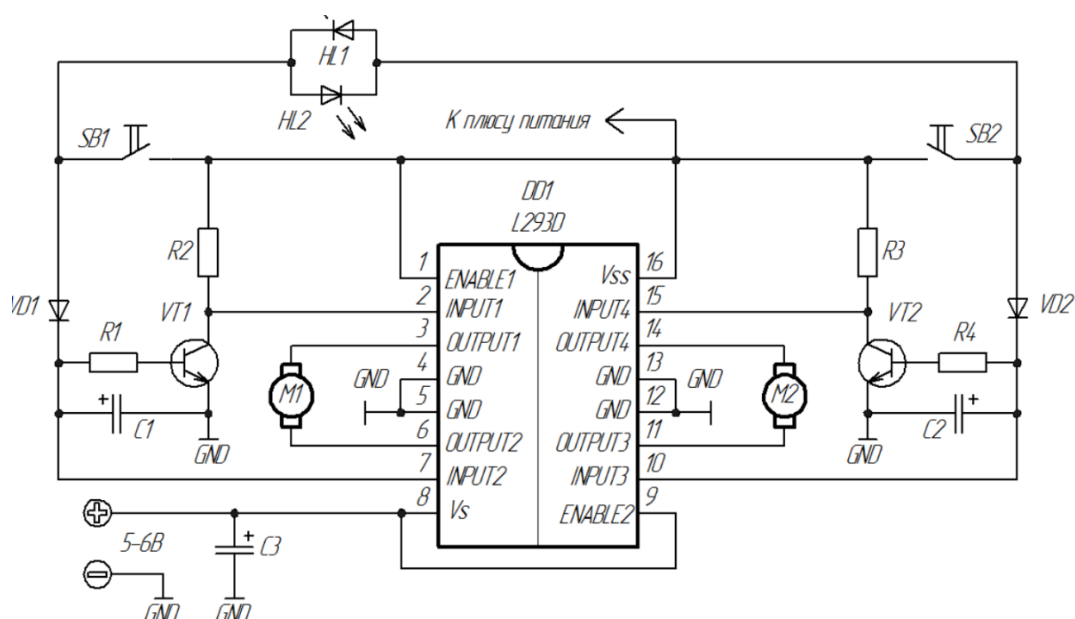 HL1
HL2
К плюсу питания
SB1
SB2
DD1
L293D
R2
R3
1
ENABLE1
Vss
16
2
INPUT1
INPUT4
15
VD1
VT1
VT2
VD2
R1
R4
3
OUTPUT1
OUTPUT4
14
4
GND
GND
13
GND
GND
M1
M2
5
GND
GND
12
C1
C2
6
OUTPUT2
OUTPUT3
11
GND
GND
7
INPUT2
INPUT3
10
8
Vs
ENABLE2
9
5-6В
C3
GND
GND